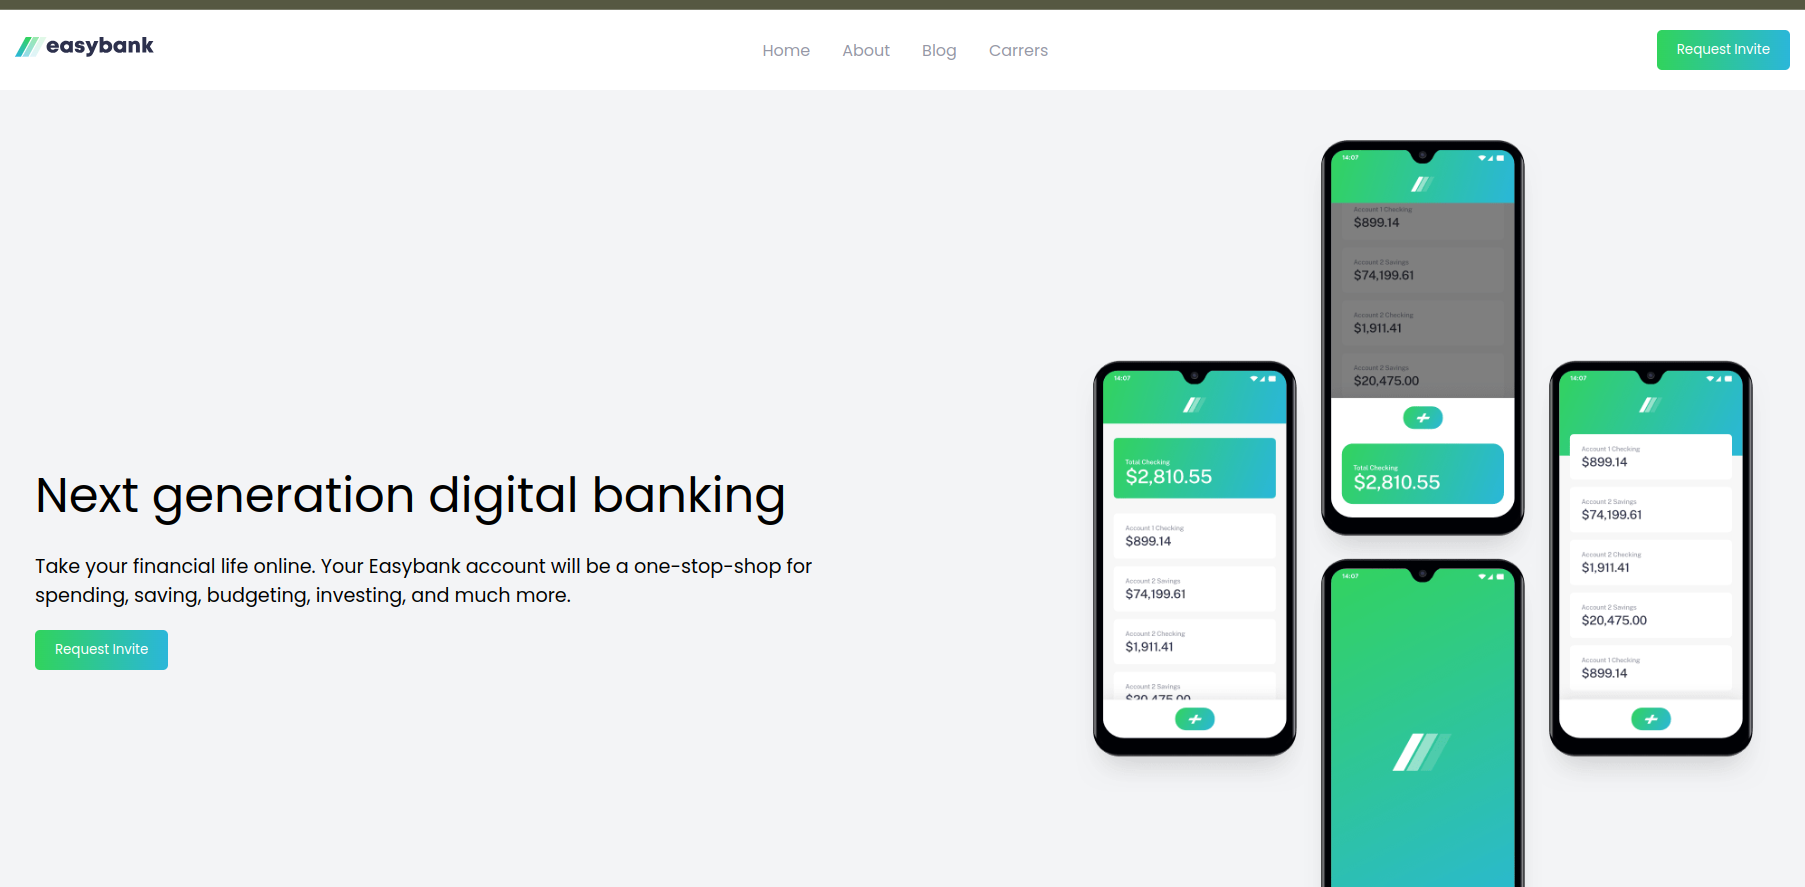 easybank
Home About Blog Carrers
Request Invite
Next generation digital banking
Take your financial life online. Your Easybank account will be a one-stop-shop for
spending, saving, budgeting, investing, and much more.
Request Invite
14:07
Account 1 Checking
$899.14
Account 2 Savings
$74,199.61
Account 2 Checking
$1,911.41
Account 2 Savings
$20,475.00
Total Checking
$2,810.55
14:07
Total Checking
$2,810.55
Account 1 Checking
$899.14
Account 2 Savings
$74,199.61
Account 2 Checking
$1,911.41
Account 2 Savings
$20,475.00
14:07
Account 1 Checking
$899.14
Account 2 Savings
$74,199.61
Account 2 Checking
$1,911.41
Account 2 Savings
$20,475.00
Account 1 Checking
$899.14
14:07